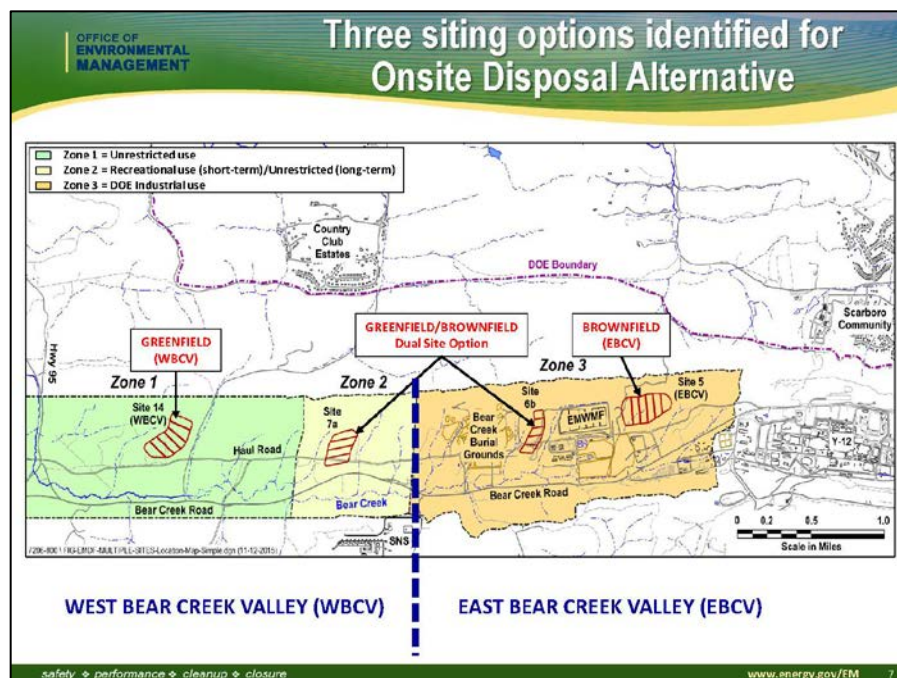 OFFICE OF
ENVIRONMENTAL
MANAGEMENT
Three siting options identified for
Onsite Disposal Alternative
Zone 1 = Unrestricted use
Zone 2 = Recreational use (short-term)/Unrestricted (long-term)
Zone 3 = DOE Industrial use
Country
Club
Estates
DOE Boundary
Scarboro
Community
Hwy 95
GREENFIELD
(WBCV)
GREENFIELD/BROWNFIELD
Dual Site Option
BROWNFIELD
(EBCV)
Zone 1
Zone 2
Zone 3
Site 14
(WBCV)
Site
7a
Bear
Creek
Burial
Grounds
Site
6b
EMWMF
Site 5
(EBCV)
Y-12
Haul Road
Bear Creek
Bear Creek Road
Bear Creek Road
SNS
0 0.2 0.5 1.0
Scale in Miles
WEST BEAR CREEK VALLEY (WBCV)
EAST BEAR CREEK VALLEY (EBCV)
safety ❖ performance ❖ cleanup ❖ closure
www.energy.gov/EM 7